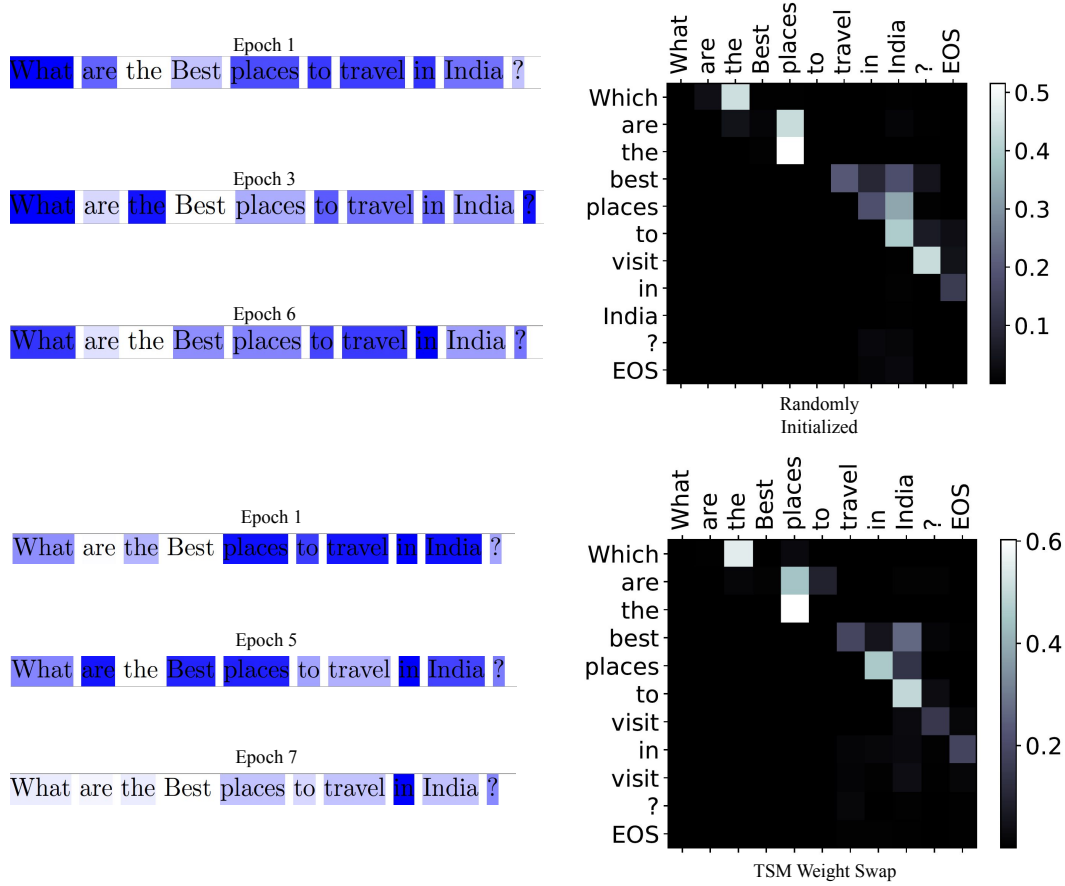 Epoch 1
What are the Best places to travel in India ?
Epoch 3
What are the Best places to travel in India ?
Epoch 6
What are the Best places to travel in India ?
What are the Best places to travel in India ? EOS
Which
are
the
best
places
to
visit
in
India
?
EOS
0.5
0.4
0.3
0.2
0.1
Randomly
Initialized
Epoch 1
What are the Best places to travel in India ?
Epoch 5
What are the Best places to travel in India ?
Epoch 7
What are the Best places to travel in India ?
What are the Best places to travel in India ? EOS
Which
are
the
best
places
to
visit
in
visit
?
EOS
0.6
0.4
0.2
TSM Weight Swap